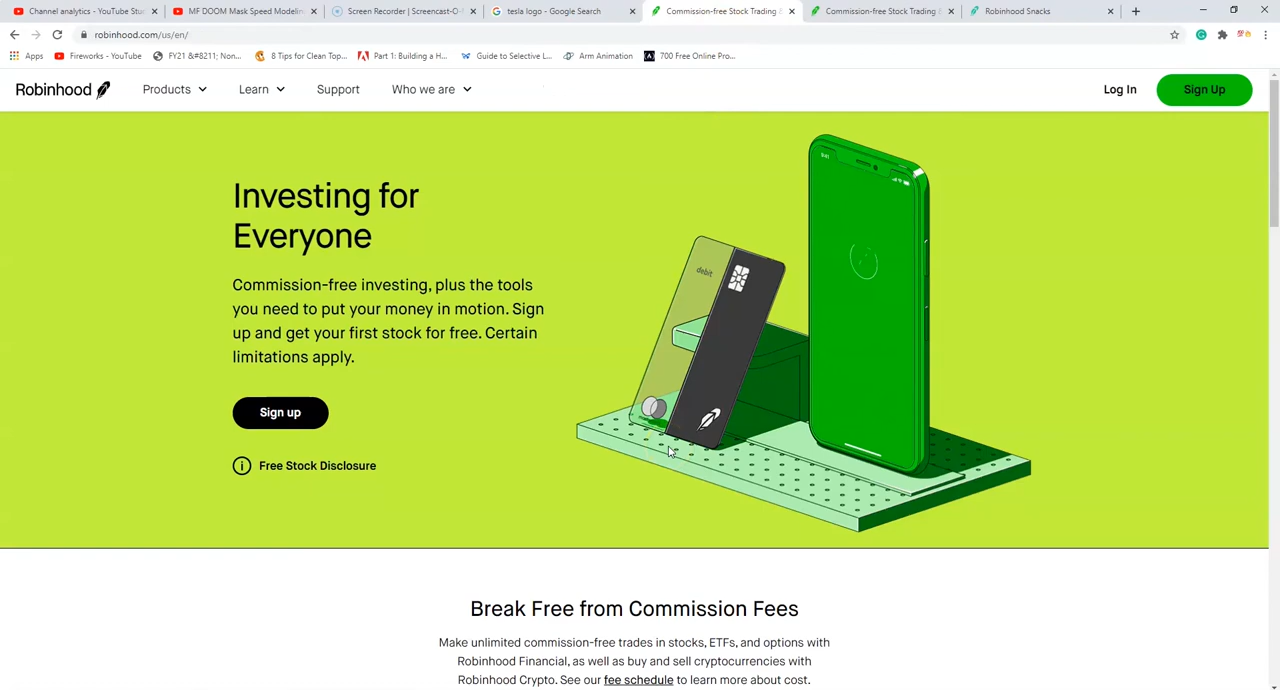 Channel analytics - YouTube Stu
MF DOOM Mask Speed Modelin
Screen Recorder | Screencast-O-
tesla logo - Google Search
Commission-free Stock Trading &
Commission-free Stock Trading &
Robinhood Snacks
robinhood.com/us/en/
Apps
Fireworks - YouTube
FY21 &#8211; Non...
8 Tips for Clean Top...
Part 1: Building a H...
Guide to Selective L...
Arm Animation
700 Free Online Pro...
Robinhood
Products
Learn
Support
Who we are
Log In
Sign Up
Investing for
Everyone
Commission-free investing, plus the tools
you need to put your money in motion. Sign
up and get your first stock for free. Certain
limitations apply.
Sign up
Free Stock Disclosure
debit
9:41
Break Free from Commission Fees
Make unlimited commission-free trades in stocks, ETFs, and options with
Robinhood Financial, as well as buy and sell cryptocurrencies with
Robinhood Crypto. See our fee schedule to learn more about cost.